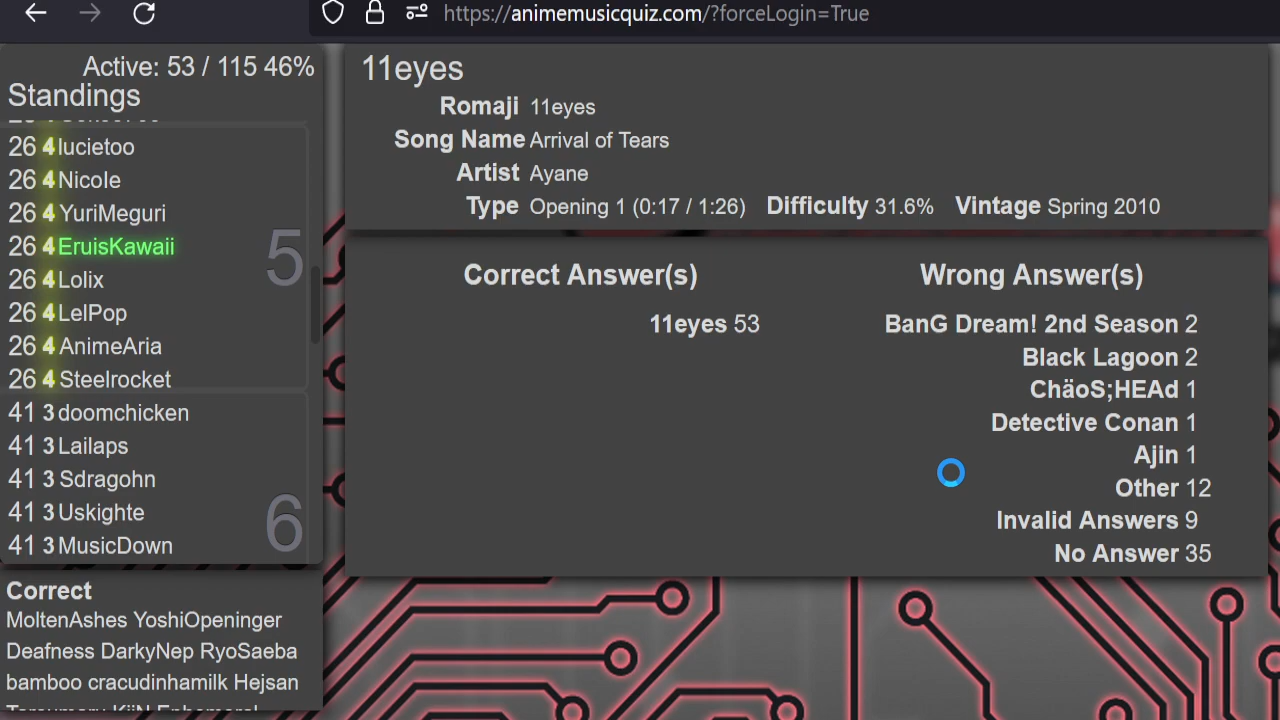 https://animemusicquiz.com/?forceLogin=True
Active: 53 / 115 46%
Standings
26 4 lucietoo
26 4 Nicole
26 4 YuriMeguri
26 4 EruisKawaii
5
26 4 Lolix
26 4 LelPop
26 4 AnimeAria
26 4 Steelrocket
41 3 doomchicken
41 3 Lailaps
41 3 Sdragohn
41 3 Uskighte
6
41 3 MusicDown
Correct
MoltenAshes YoshiOpeninger
Deafness DarkyNep RyoSaeba
bamboo cracudinhamilk Hejsan
11eyes
Romaji 11eyes
Song Name Arrival of Tears
Artist Ayane
Type Opening 1 (0:17 / 1:26) Difficulty 31.6% Vintage Spring 2010
Correct Answer(s)
11eyes 53
Wrong Answer(s)
BanG Dream! 2nd Season 2
Black Lagoon 2
ChäoS;HEAd 1
Detective Conan 1
Ajin 1
Other 12
Invalid Answers 9
No Answer 35